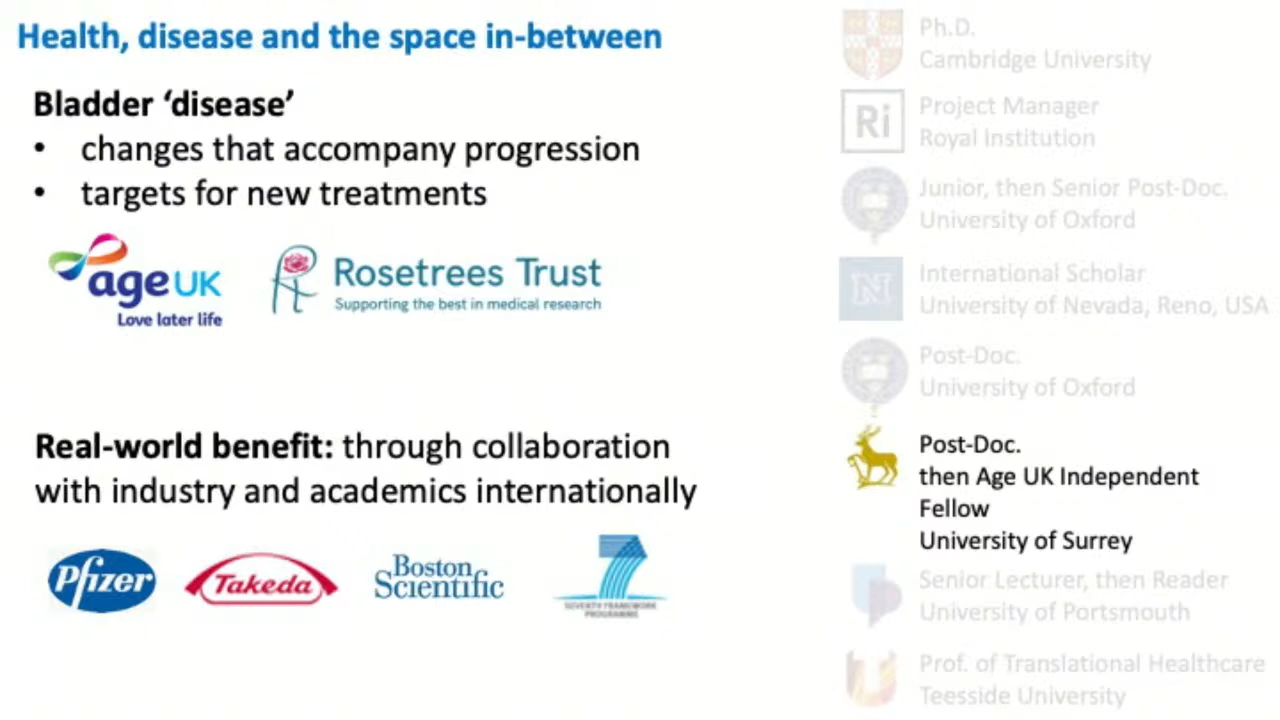 Health, disease and the space in-between
Bladder ‘disease’
• changes that accompany progression
• targets for new treatments
age UK
Love later life
Rosetrees Trust
Supporting the best in medical research
Real-world benefit: through collaboration
with industry and academics internationally
Pfizer
Takeda
Boston
Scientific
7
SEVENTH FRAMEWORK
PROGRAMME
Ph.D.
Cambridge University
Ri
Project Manager
Royal Institution
Junior, then Senior Post-Doc.
University of Oxford
N
International Scholar
University of Nevada, Reno, USA
Post-Doc.
University of Oxford
Post-Doc.
then Age UK Independent
Fellow
University of Surrey
Senior Lecturer, then Reader
University of Portsmouth
Prof. of Translational Healthcare
Teesside University